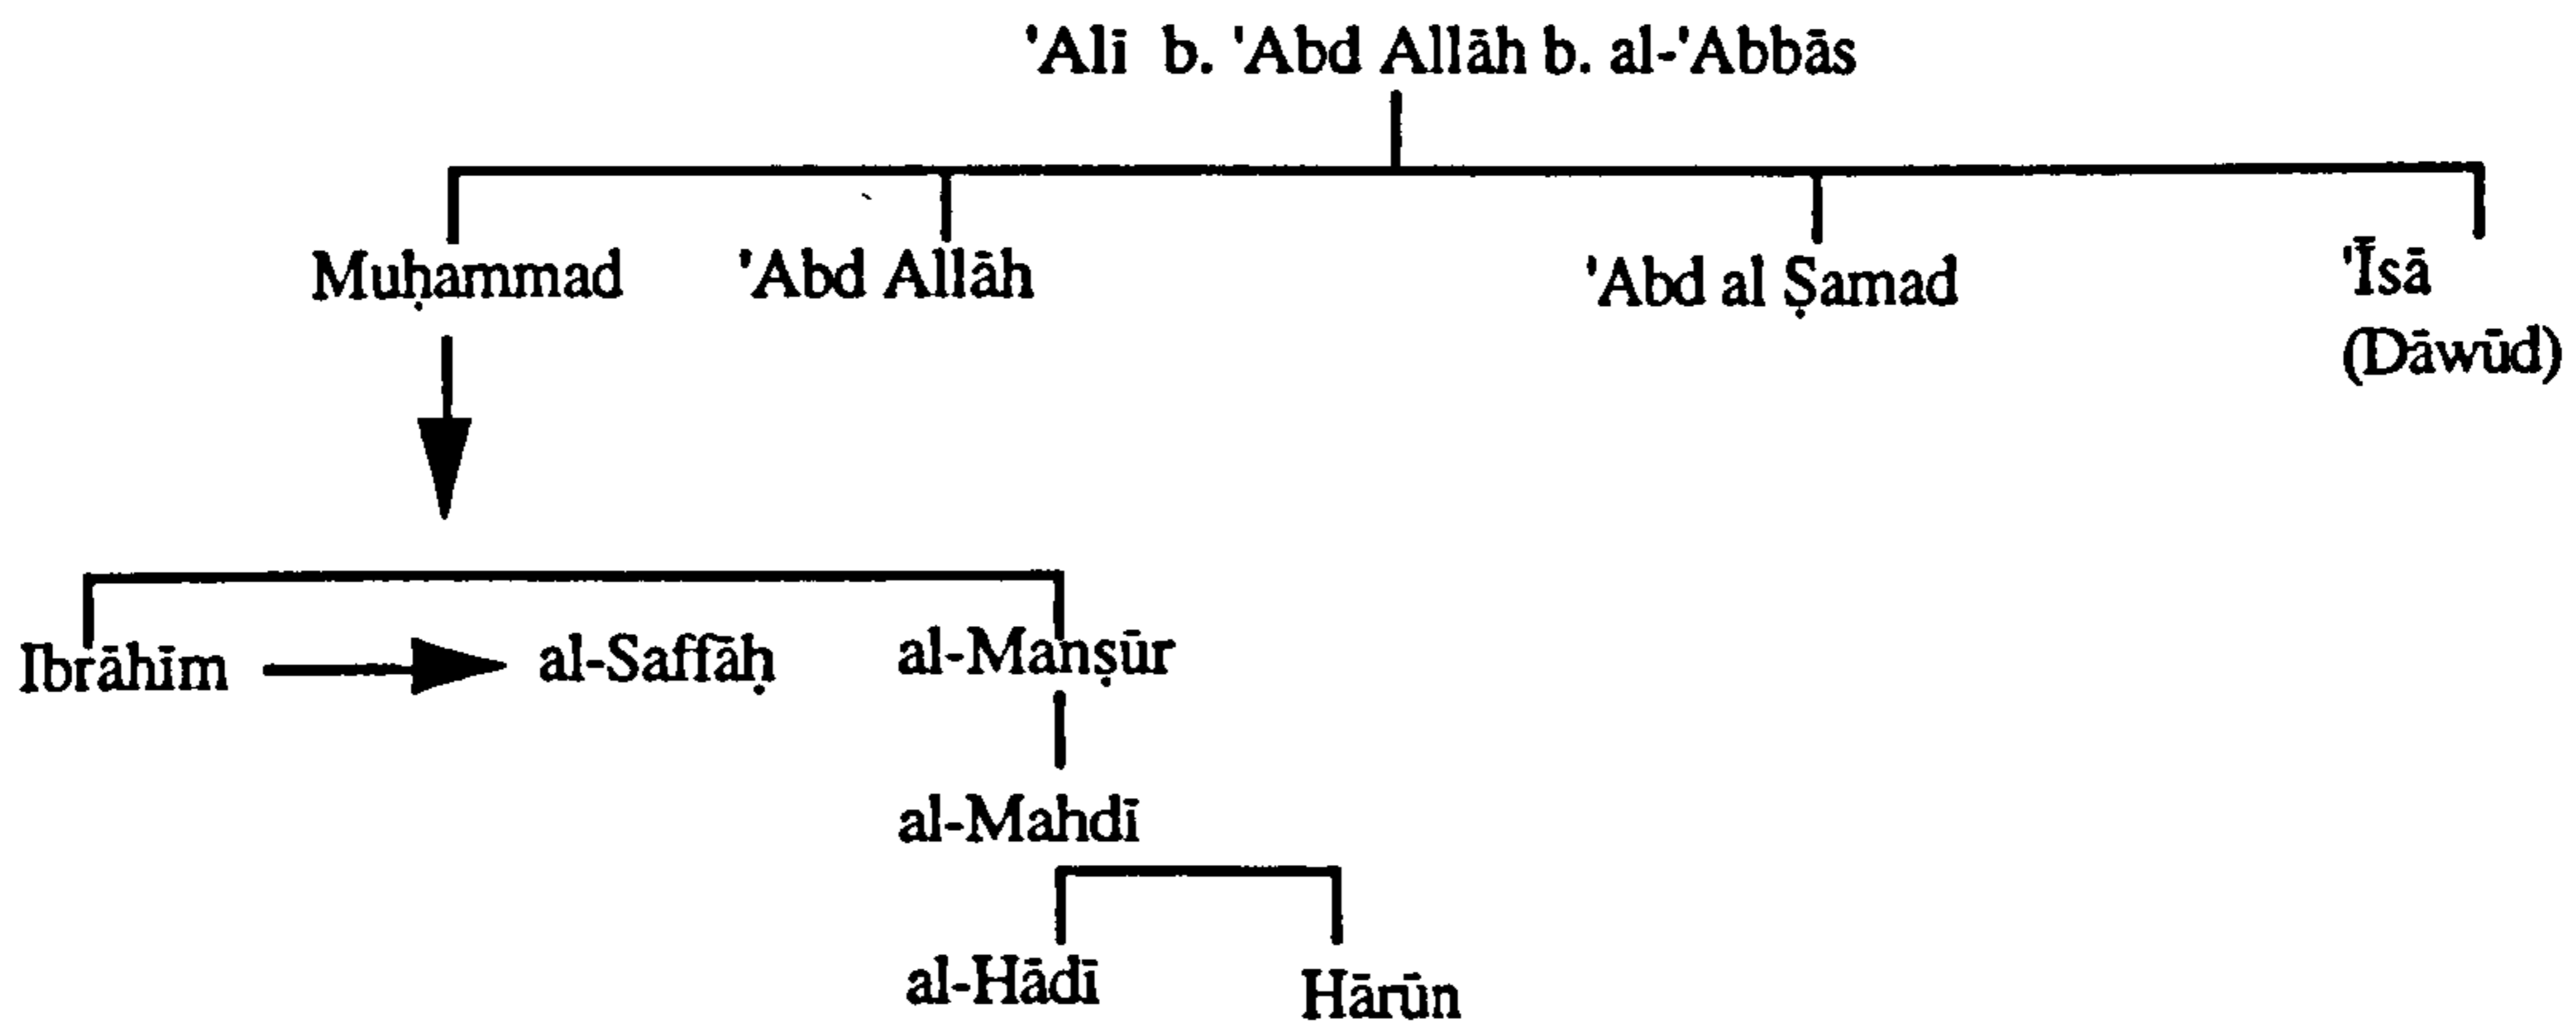 'Alī b. 'Abd Allāh b. al-'Abbās
Muḥammad 'Abd Allāh 'Abd al Ṣamad 'Īsā
(Dāwūd)
Ibrāhīm al-Saffāḥ al-Manṣūr
al-Mahdī
al-Hādī Hārūn